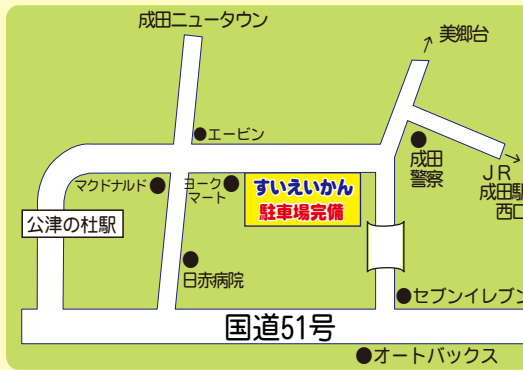 成田ニュータウン
美郷台
エービン
成田
警察
JR
成田駅
西口
マクドナルド
ヨーク
マート
すいえいかん
駐車場完備
公津の杜駅
日赤病院
セブンイレブン
国道51号
オートバックス